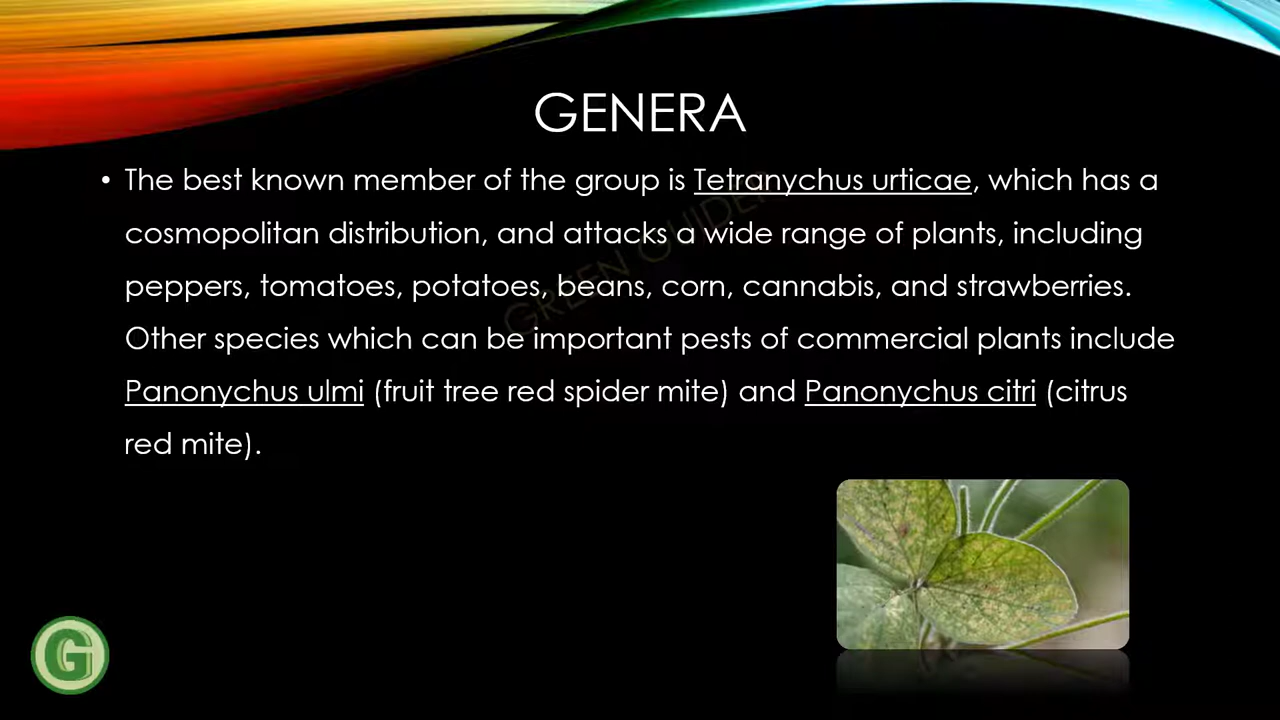 GENERA
• The best known member of the group is Tetranychus urticae, which has a
cosmopolitan distribution, and attacks a wide range of plants, including
peppers, tomatoes, potatoes, beans, corn, cannabis, and strawberries.
Other species which can be important pests of commercial plants include
Panonychus ulmi (fruit tree red spider mite) and Panonychus citri (citrus
red mite).
GREEN GUIDER
G